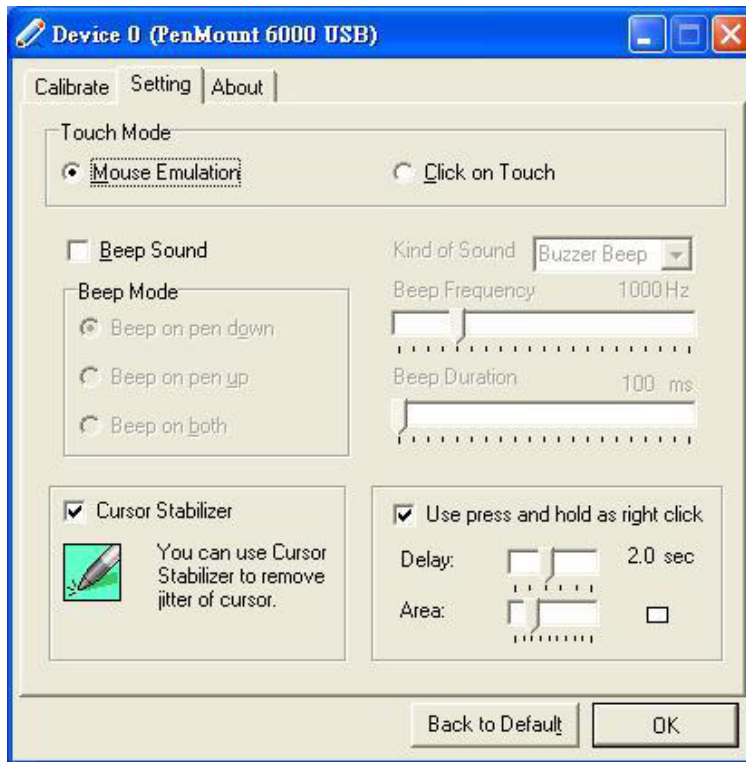 Device 0 (PenMount 6000 USB)
Calibrate Setting About
Touch Mode
Mouse Emulation
Click on Touch
Beep Sound
Kind of Sound Buzzer Beep
Beep Mode
Beep on pen down
Beep on pen up
Beep on both
Beep Frequency 1000Hz
Beep Duration 100 ms
Cursor Stabilizer
You can use Cursor
Stabilizer to remove
jitter of cursor.
Use press and hold as right click
Delay: 2.0 sec
Area:
Back to Default
OK